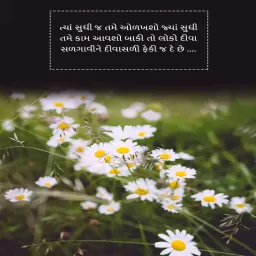 ત્યાં સુધી જ તમે ઓળખશો જ્યાં સુધી
તમે કામ આવશો બાકી તો લોકો દીવા
સળગાવીને દીવાસળી ફેકી જ દે છે ....